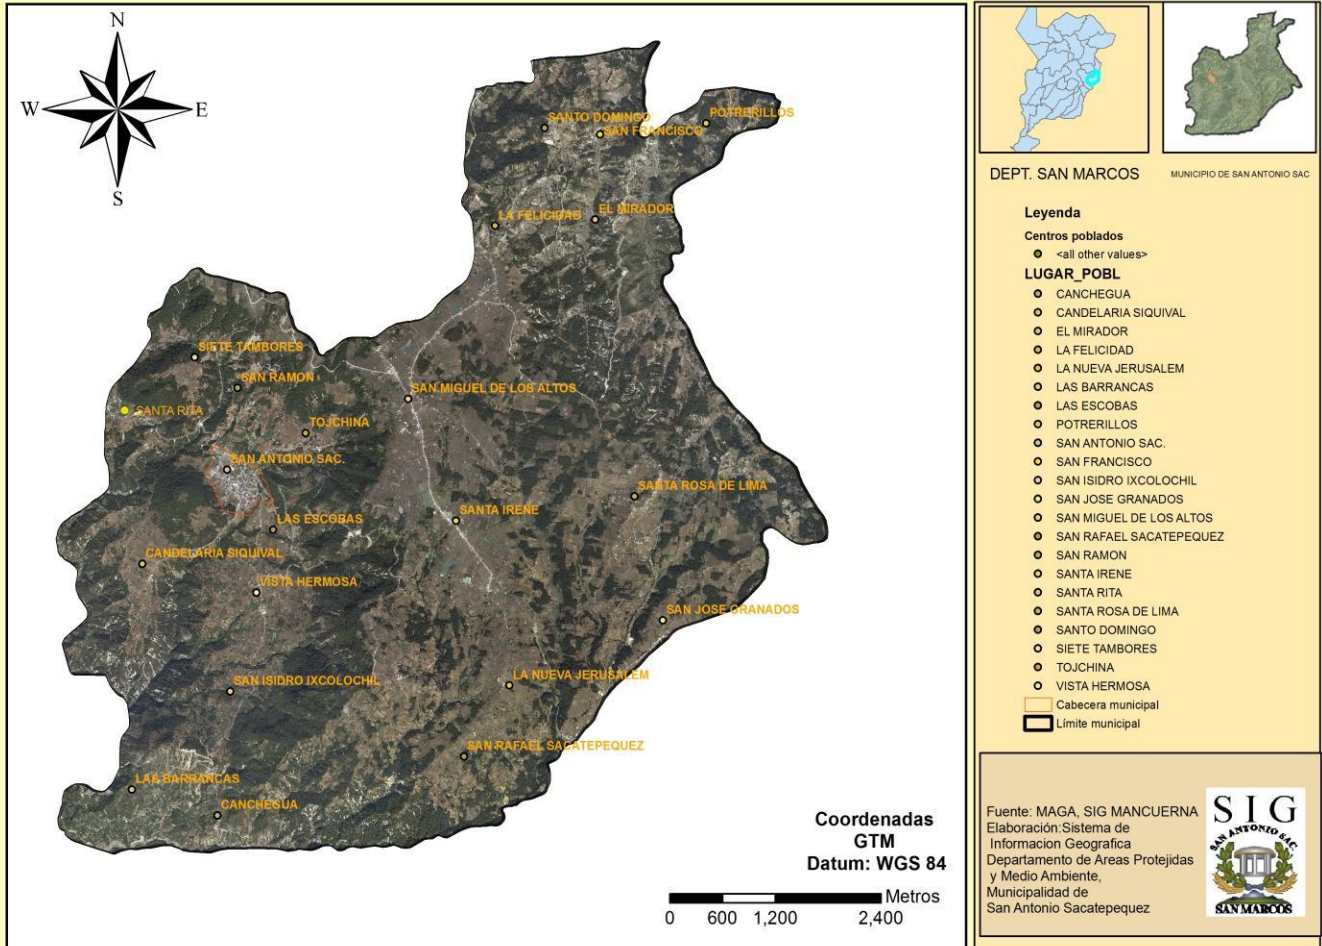 N
W E
S
SANTO DOMINGO
SAN FRANCISCO
POTRERILLOS
LA FELICIDAD
EL MIRADOR
SIETE TAMBORES
SAN RAMON
SAN MIGUEL DE LOS ALTOS
SANTA RITA
TOJCHINA
SAN ANTONIO SAC.
SANTA ROSA DE LIMA
SANTA IRENE
LAS ESCOBAS
CANDELARIA SIQUIVAL
VISTA HERMOSA
SAN JOSE GRANADOS
SAN ISIDRO IXCOLOCHIL
LA NUEVA JERUSALEM
SAN RAFAEL SACATEPEQUEZ
LAS BARRANCAS
CANCHEGUA
Coordenadas
GTM
Datum: WGS 84
Metros
0 600 1,200 2,400
DEPT. SAN MARCOS
MUNICIPIO DE SAN ANTONIO SAC
Leyenda
Centros poblados
<all other values>
LUGAR_POBL
CANCHEGUA
CANDELARIA SIQUIVAL
EL MIRADOR
LA FELICIDAD
LA NUEVA JERUSALEM
LAS BARRANCAS
LAS ESCOBAS
POTRERILLOS
SAN ANTONIO SAC.
SAN FRANCISCO
SAN ISIDRO IXCOLOCHIL
SAN JOSE GRANADOS
SAN MIGUEL DE LOS ALTOS
SAN RAFAEL SACATEPEQUEZ
SAN RAMON
SANTA IRENE
SANTA RITA
SANTA ROSA DE LIMA
SANTO DOMINGO
SIETE TAMBORES
TOJCHINA
VISTA HERMOSA
Cabecera municipal
Límite municipal
Fuente: MAGA, SIG MANCUERNA
Elaboración:Sistema de
Informacion Geografica
Departamento de Areas Protejidas
y Medio Ambiente,
Municipalidad de
San Antonio Sacatepequez
SIG
SAN ANTONIO SAC.
SAN MARCOS